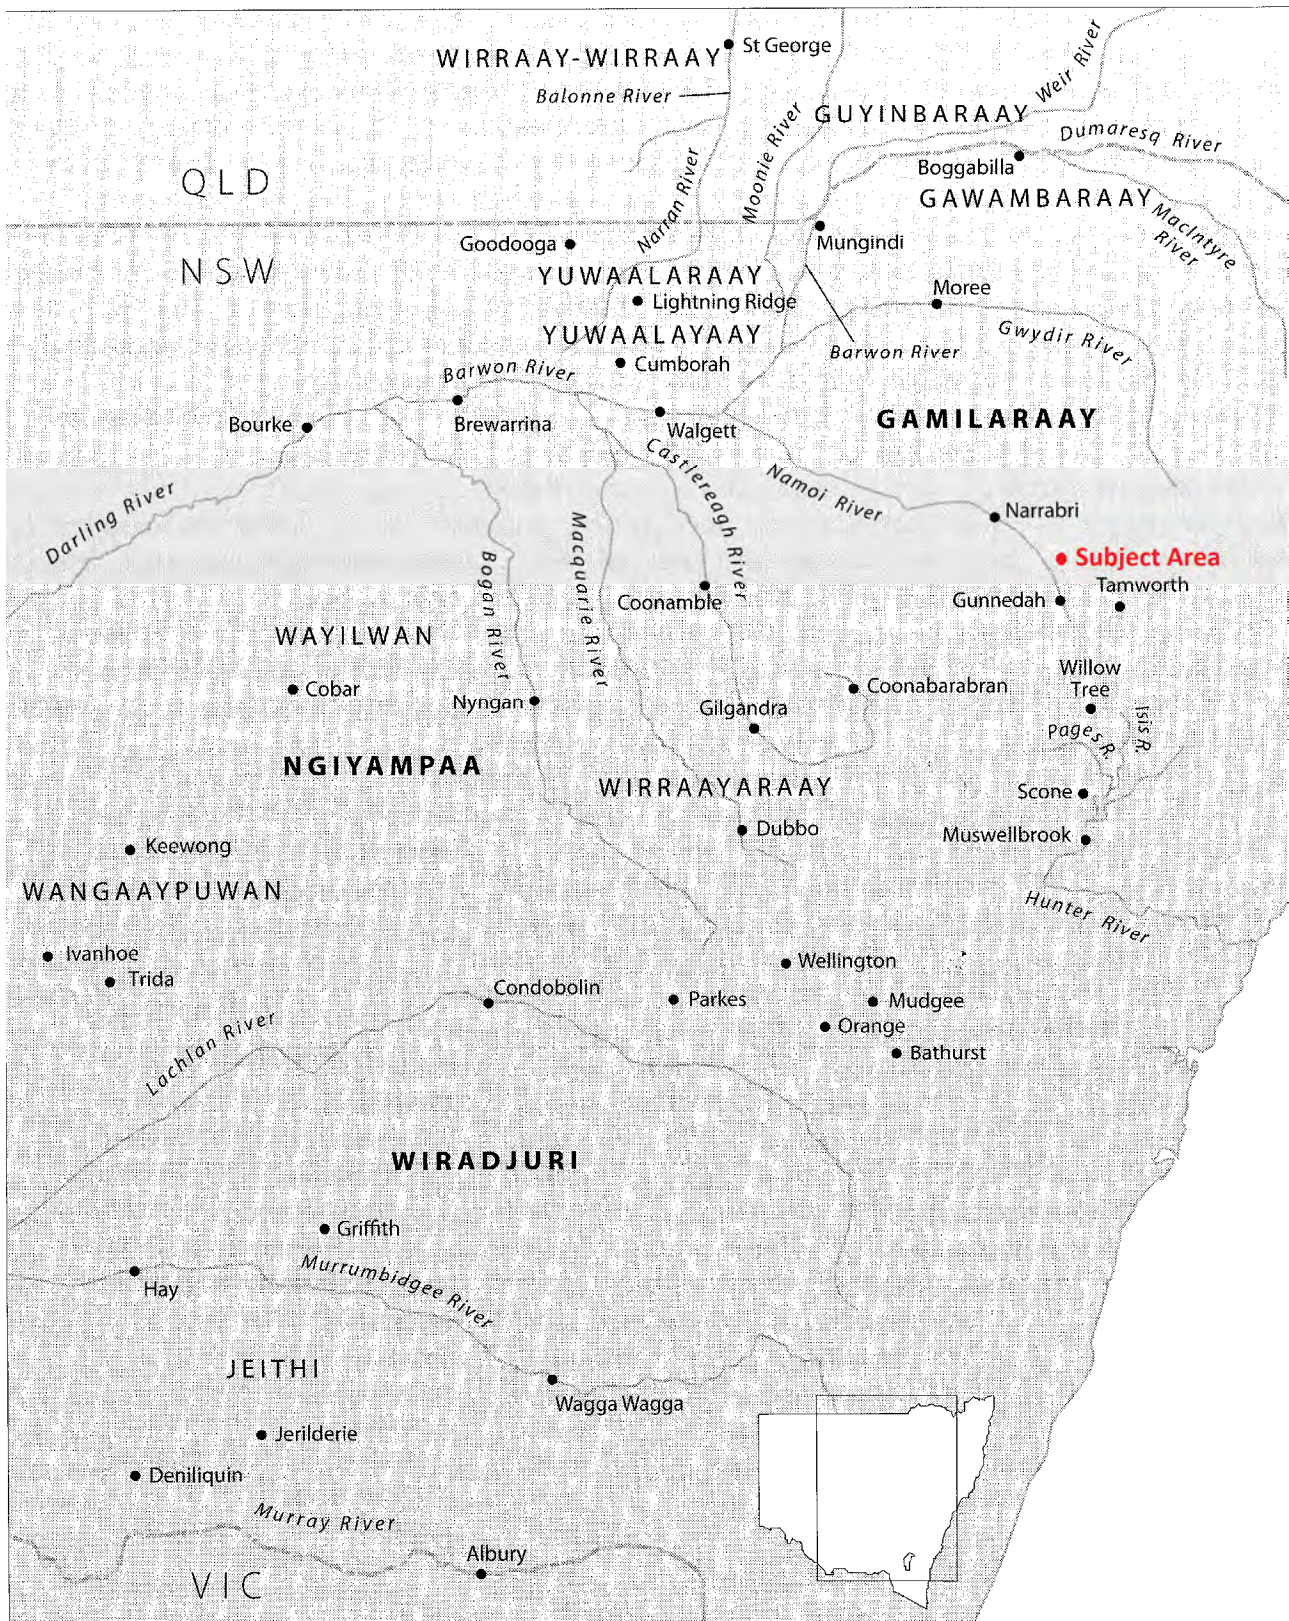 WIRRAAY-WIRRAAY
St George
Balonne River
Weir River
GUYINBARAAY
Dumaresq River
Moonie River
Boggabilla
QLD
Narran River
GAWAMBARAAY
MacIntyre
River
Goodooga
Mungindi
NSW
YUWAALARAAY
Lightning Ridge
Moree
YUWAALAYAAY
Gwydir River
Barwon River
Cumborah
Barwon River
Bourke
Brewarrina
Walgett
GAMILARAAY
Castlereagh River
Namoi River
Darling River
Narrabri
Macquarie River
Bogan River
Subject Area
Tamworth
Coonamble
Gunnedah
WAYILWAN
Cobar
Nyngan
Coonabarabran
Willow
Tree
Gilgandra
Isis R.
Pages R.
NGIYAMPAA
WIRRAAYARAAY
Scone
Dubbo
Muswellbrook
Keewong
WANGAAYPUWAN
Hunter River
Ivanhoe
Trida
Wellington
Condobolin
Parkes
Mudgee
Orange
Bathurst
Lachlan River
WIRADJURI
Griffith
Murrumbidgee River
Hay
JEITHI
Wagga Wagga
Jerilderie
Deniliquin
Murray River
Albury
VIC